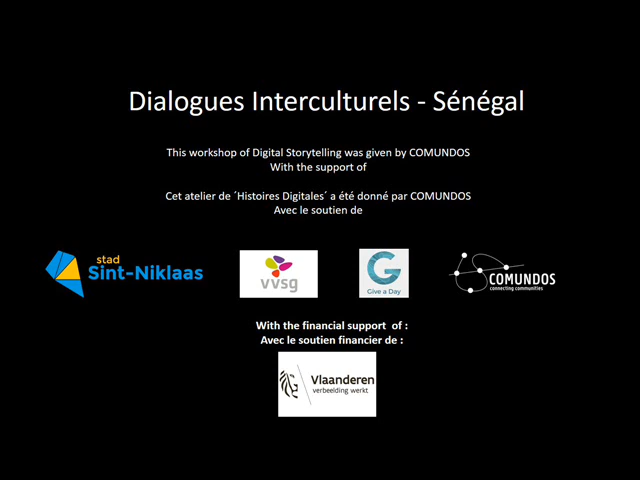 Dialogues Interculturels - Sénégal
This workshop of Digital Storytelling was given by COMUNDOS
With the support of
Cet atelier de ´Histoires Digitales´ a été donné par COMUNDOS
Avec le soutien de
stad
Sint-Niklaas
vvsg
G
Give a Day
COMUNDOS
connecting communities
With the financial support of :
Avec le soutien financier de :
Vlaanderen
verbeelding werkt